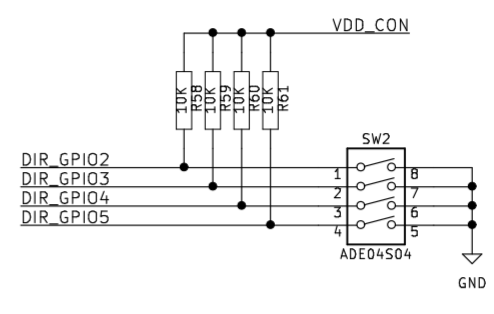 VDD_CON
10K R58
10K R59
10K R60
10K R61
SW2
DIR_GPIO2
DIR_GPIO3
DIR_GPIO4
DIR_GPIO5
1 8
2 7
3 6
4 5
ADE04S04
GND